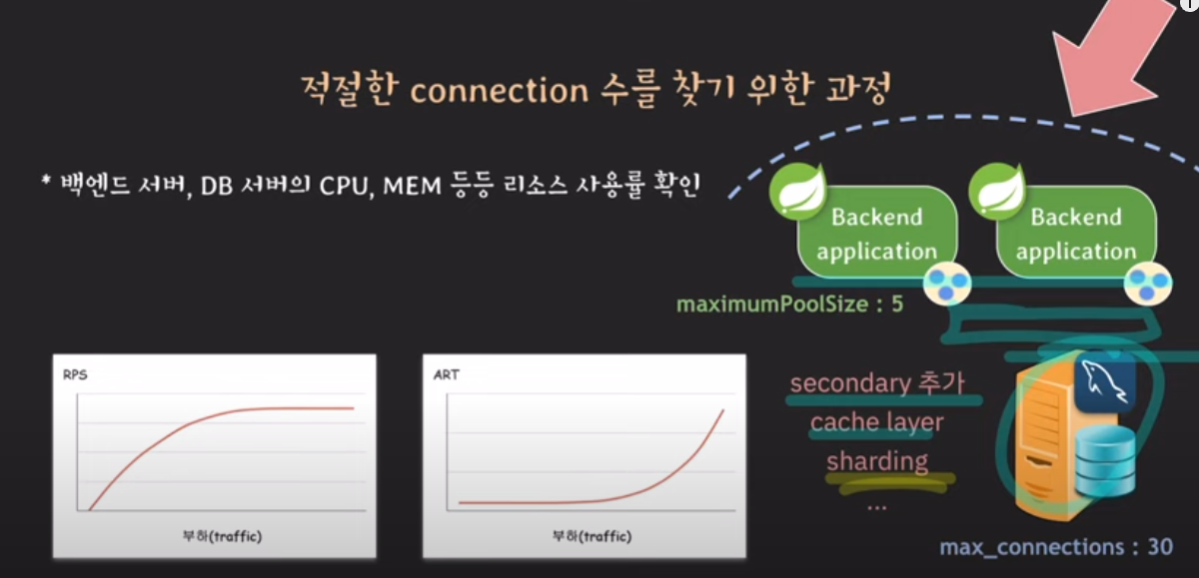 적절한 connection 수를 찾기 위한 과정
* 백엔드 서버, DB 서버의 CPU, MEM 등등 리소스 사용률 확인
Backend
application
Backend
application
maximumPoolSize : 5
RPS
부하(traffic)
ART
부하(traffic)
secondary 추가
cache layer
sharding
...
max_connections : 30